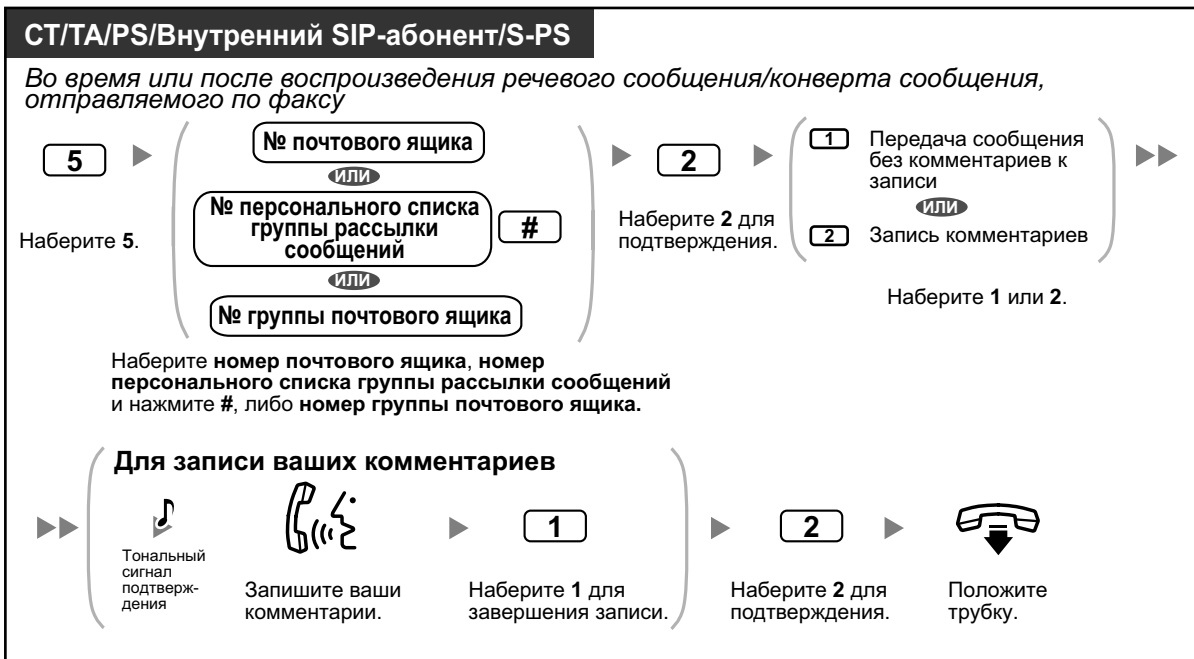 СТ/ТА/PS/Внутренний SIP-абонент/S-PS
Во время или после воспроизведения речевого сообщения/конверта сообщения,
отправляемого по факсу
5
Наберите 5.
№ почтового ящика
ИЛИ
№ персонального списка
группы рассылки
сообщений
#
ИЛИ
№ группы почтового ящика
Наберите номер почтового ящика, номер
персонального списка группы рассылки сообщений
и нажмите #, либо номер группы почтового ящика.
2
Наберите 2 для
подтверждения.
1 Передача сообщения
без комментариев к
записи
ИЛИ
2 Запись комментариев
Наберите 1 или 2.
Для записи ваших комментариев
Тональный
сигнал
подтверж-
дения
Запишите ваши
комментарии.
1
Наберите 1 для
завершения записи.
2
Наберите 2 для
подтверждения.
Положите
трубку.